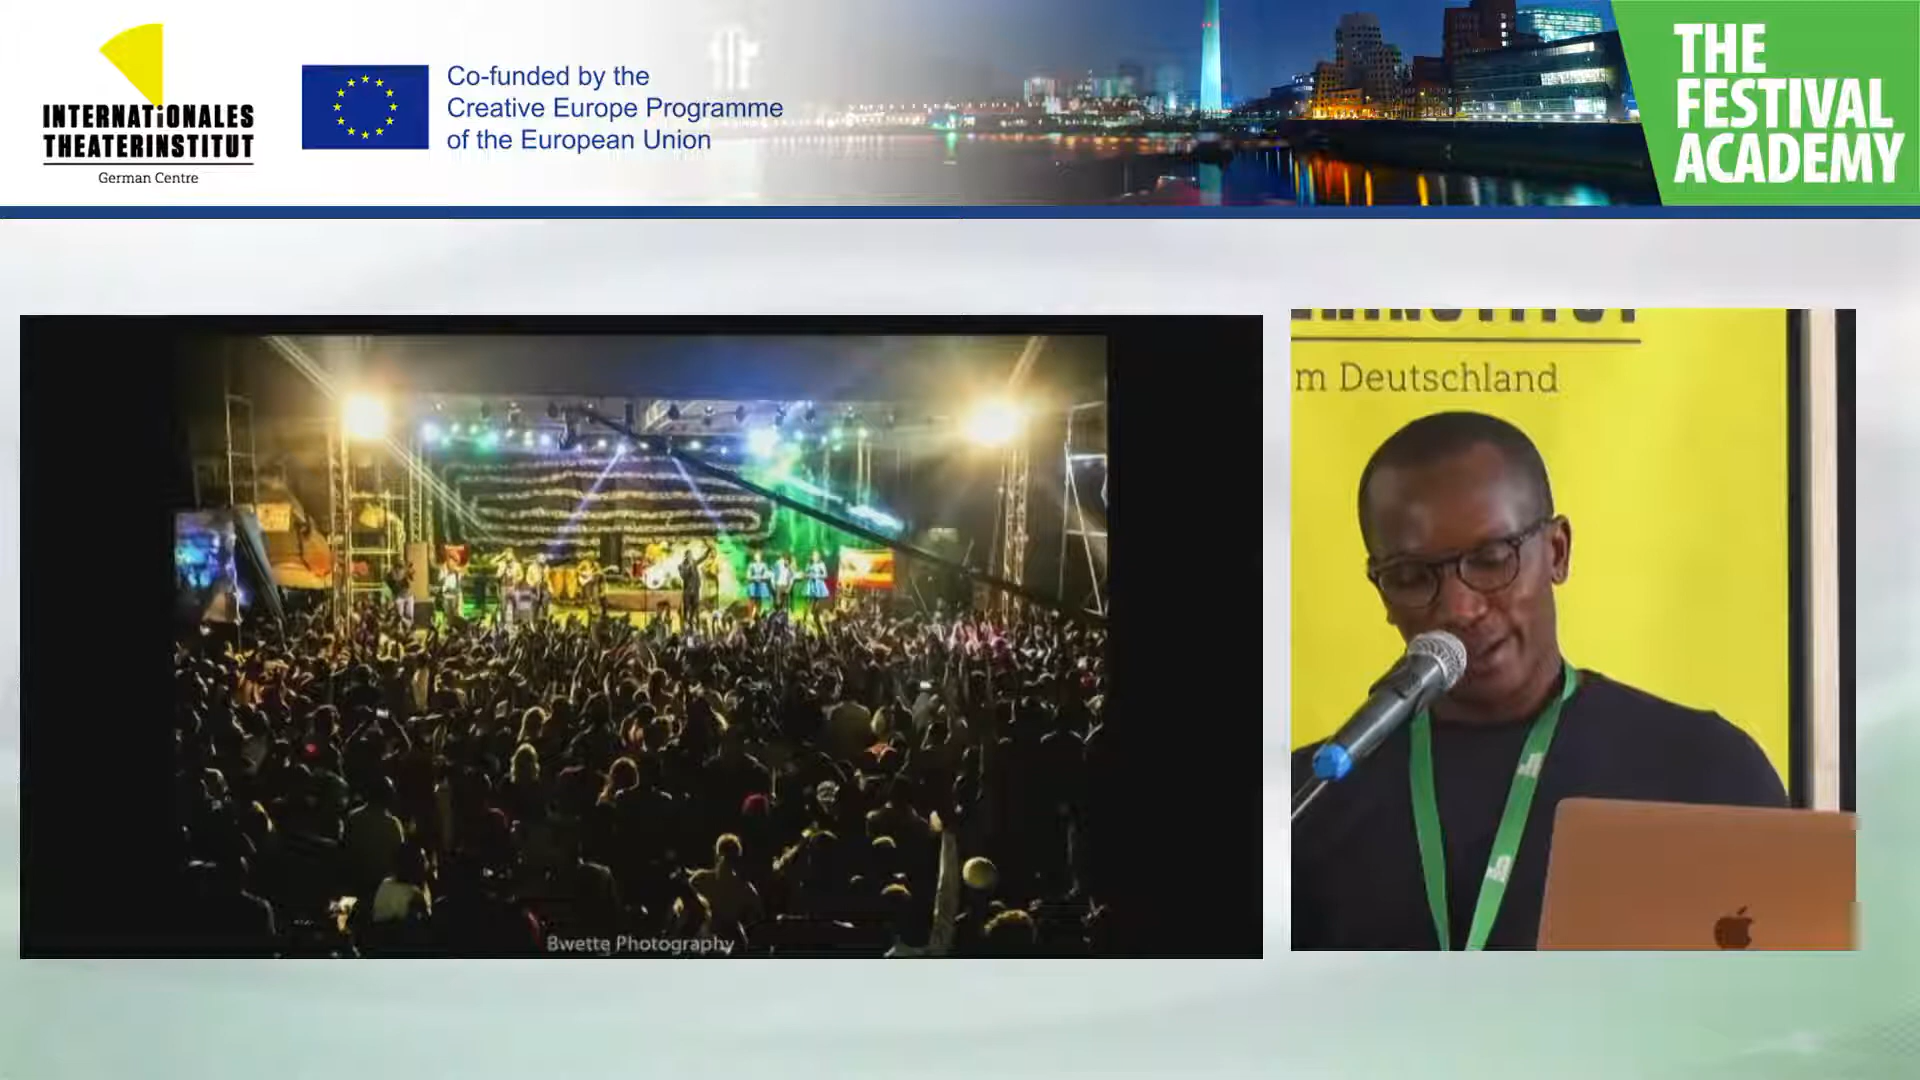 INTERNATiONALES
THEATERINSTITUT
German Centre
Co-funded by the
Creative Europe Programme
of the European Union
THE
FESTIVAL
ACADEMY
m Deutschland
Bwette Photography